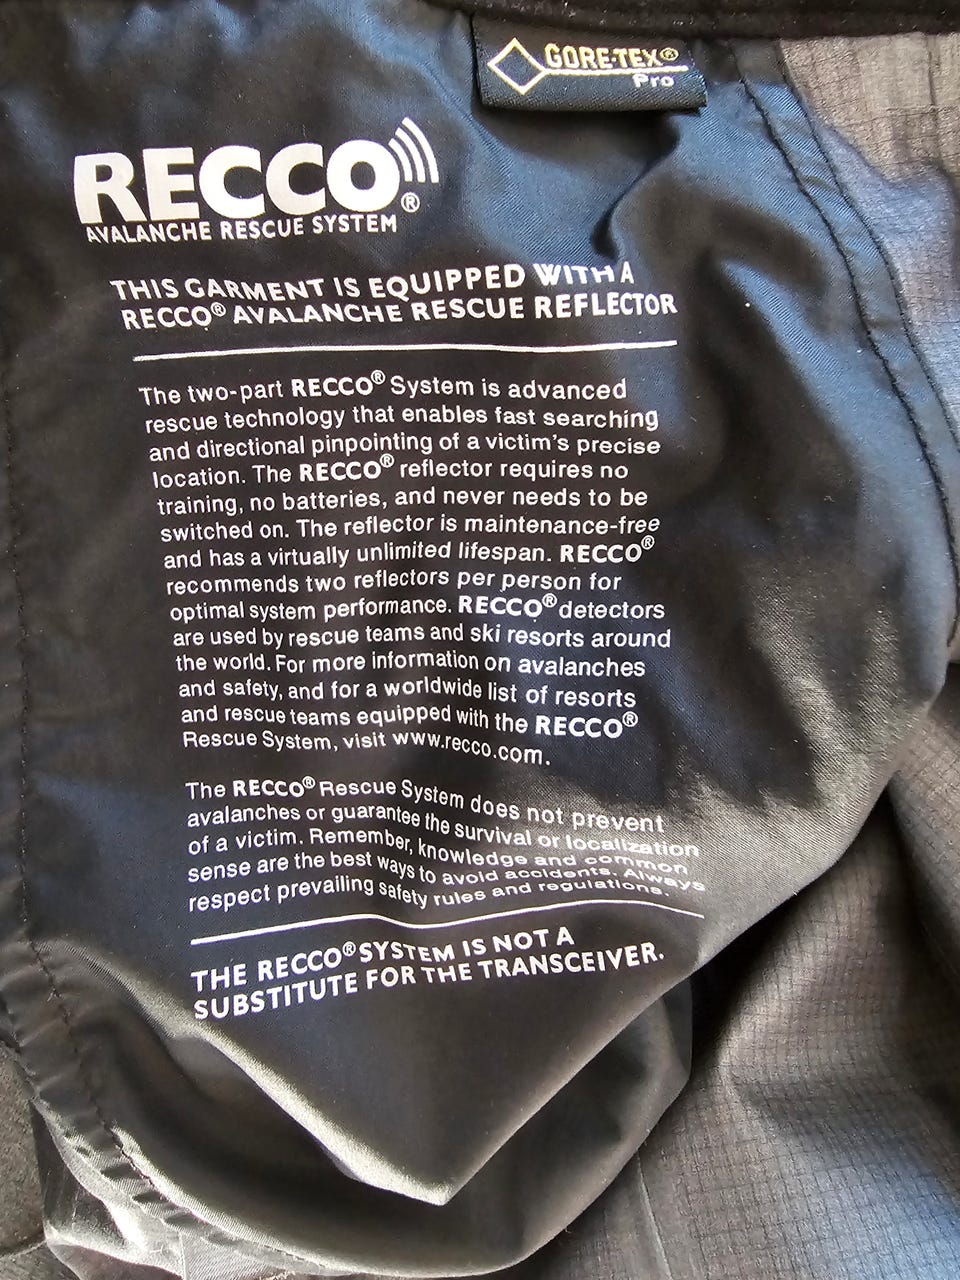 GORE-TEX®
Pro
RECCO®
AVALANCHE RESCUE SYSTEM
THIS GARMENT IS EQUIPPED WITH A
RECCO® AVALANCHE RESCUE REFLECTOR
The two-part RECCO® System is advanced
rescue technology that enables fast searching
and directional pinpointing of a victim's precise
location. The RECCO® reflector requires no
training, no batteries, and never needs to be
switched on. The reflector is maintenance-free
and has a virtually unlimited lifespan. RECCO®
recommends two reflectors per person for
optimal system performance. RECCO® detectors
are used by rescue teams and ski resorts around
the world. For more information on avalanches
and safety, and for a worldwide list of resorts
and rescue teams equipped with the RECCO®
Rescue System, visit www.recco.com.
The RECCO® Rescue System does not prevent
avalanches or guarantee the survival or localization
of a victim. Remember, knowledge and common
sense are the best ways to avoid accidents. Always
respect prevailing safety rules and regulations.
THE RECCO® SYSTEM IS NOT A
SUBSTITUTE FOR THE TRANSCEIVER.